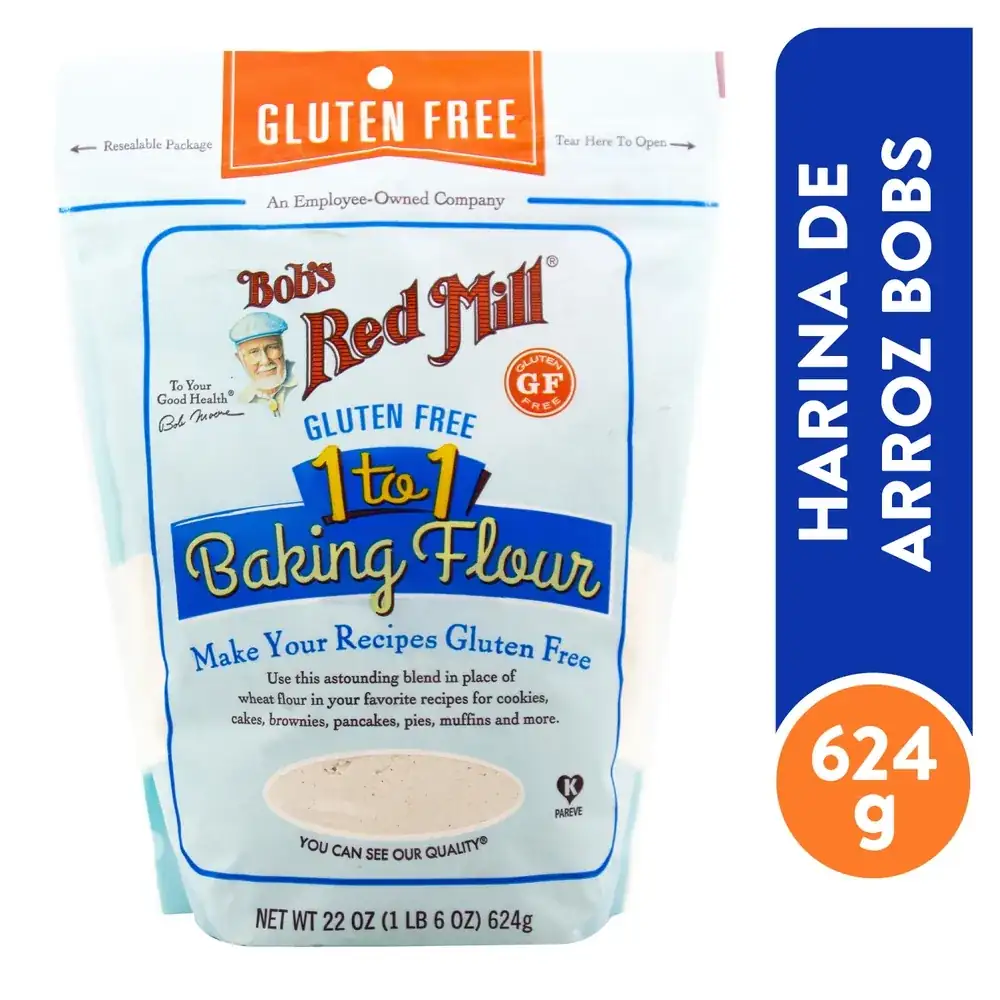 GLUTEN FREE
← Resealable Package
Tear Here To Open →
An Employee-Owned Company
Bob's
Red Mill®
To Your
Good Health®
Bob Moore
GLUTEN
GF
FREE
GLUTEN FREE
1 to 1
Baking Flour
Make Your Recipes Gluten Free
Use this astounding blend in place of
wheat flour in your favorite recipes for cookies,
cakes, brownies, pancakes, pies, muffins and more.
K
PAREVE
YOU CAN SEE OUR QUALITY®
NET WT 22 OZ (1 LB 6 OZ) 624g
HARINA DE
ARROZ BOBS
624
g